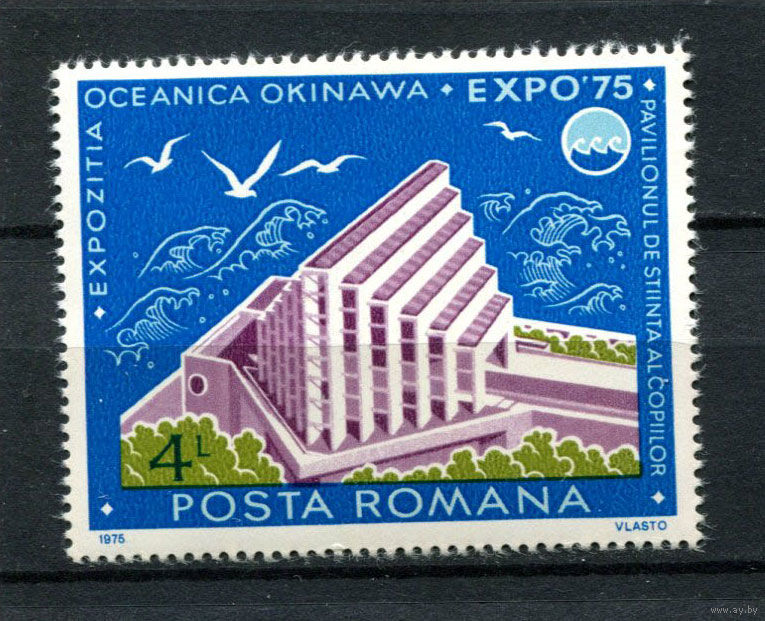 EXPOZITIA OCEANICA OKINAWA • EXPO'75 • PAVILIONUL DE STIINTA AL COPIILOR
4L
POSTA ROMANA
1975
VLASTO
www.ay.by